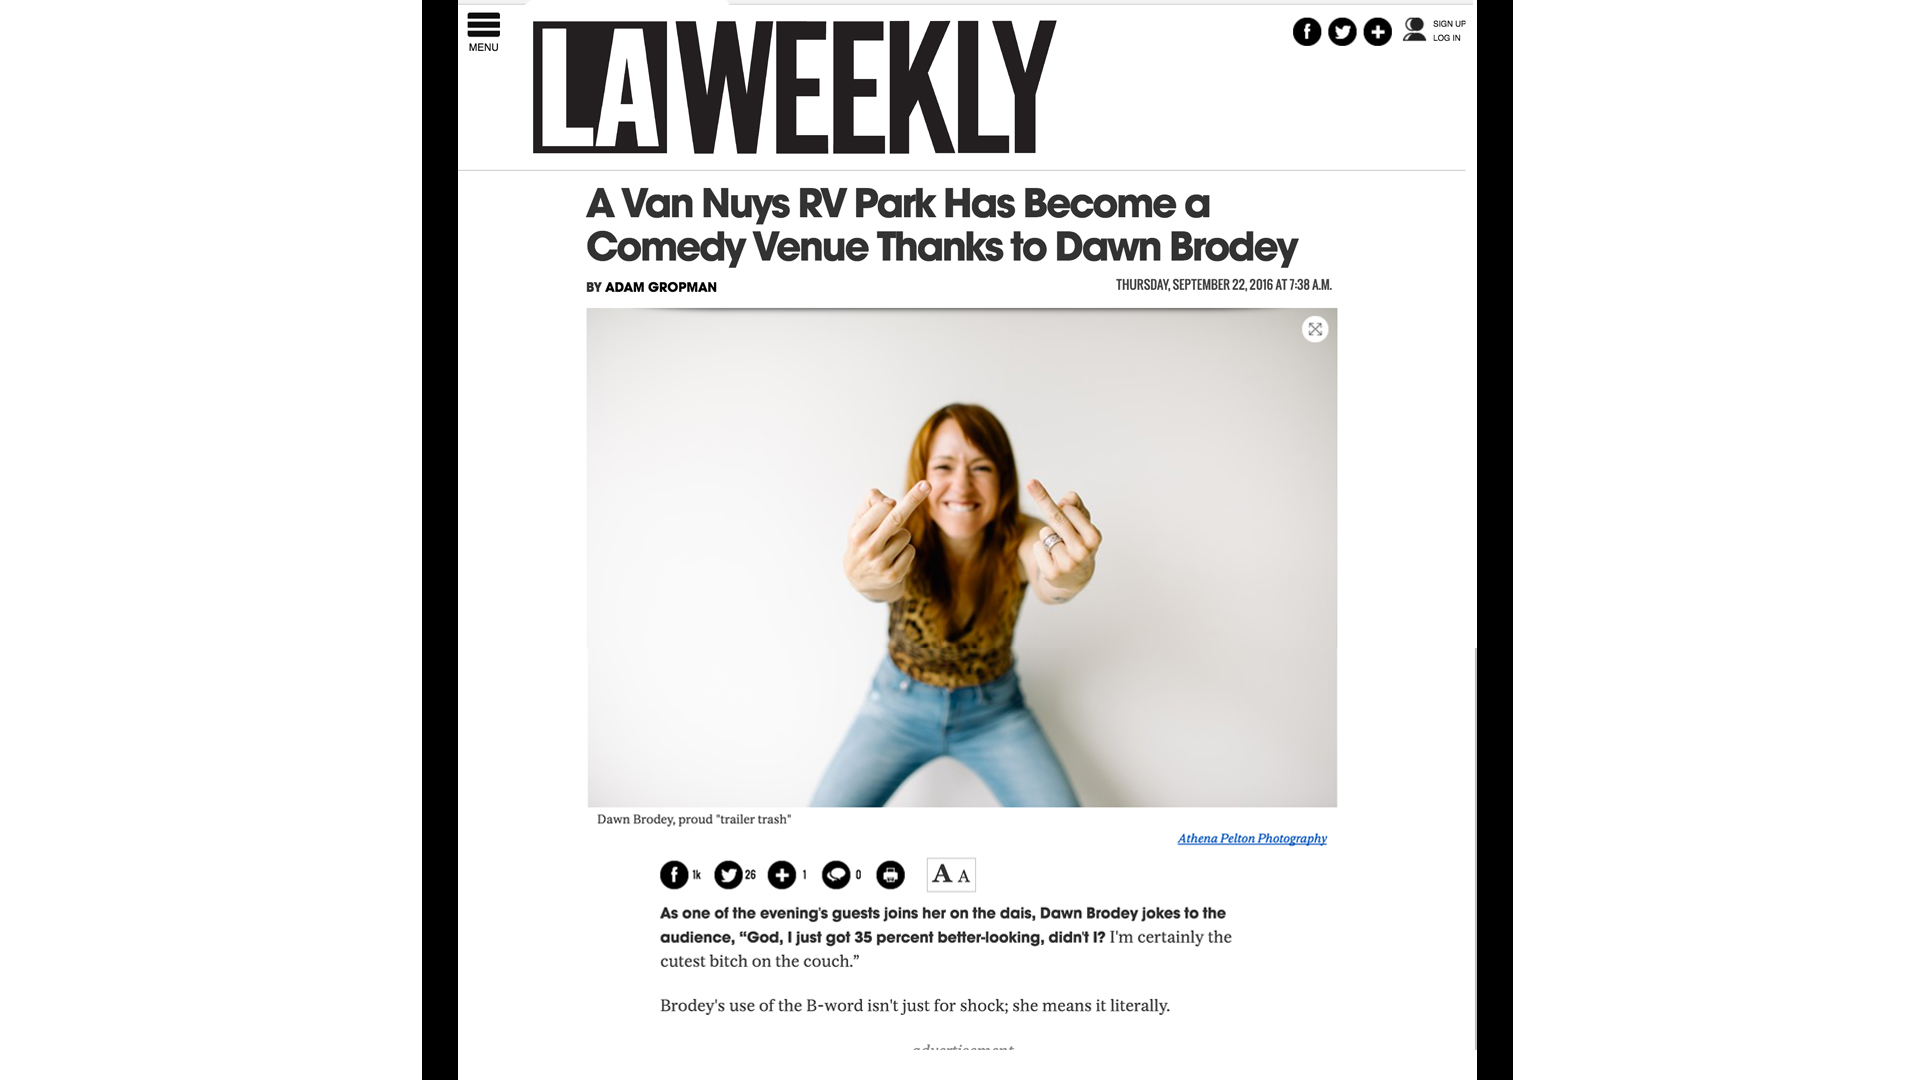 MENU
LA WEEKLY
SIGN UP
LOG IN
A Van Nuys RV Park Has Become a
Comedy Venue Thanks to Dawn Brodey
BY ADAM GROPMAN
THURSDAY, SEPTEMBER 22, 2016 AT 7:38 A.M.
Dawn Brodey, proud "trailer trash"
Athena Pelton Photography
1k 26 1 0 A A
As one of the evening's guests joins her on the dais, Dawn Brodey jokes to the
audience, “God, I just got 35 percent better-looking, didn't I? I'm certainly the
cutest bitch on the couch.”
Brodey's use of the B-word isn't just for shock; she means it literally.
advertisement